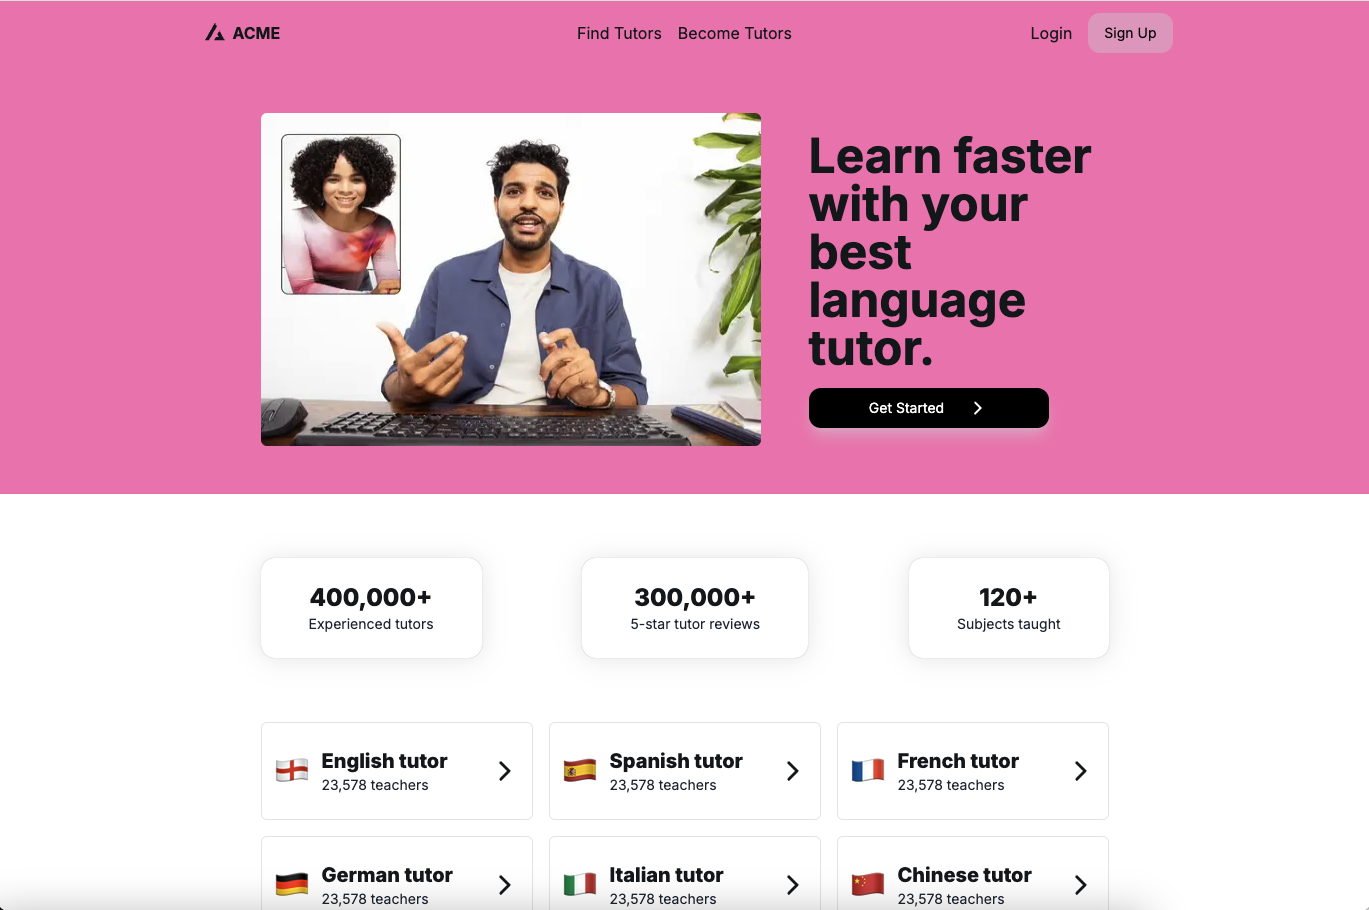 ACME
Find Tutors
Become Tutors
Login
Sign Up
Learn faster
with your
best
language
tutor.
Get Started
400,000+
Experienced tutors
300,000+
5-star tutor reviews
120+
Subjects taught
English tutor
23,578 teachers
Spanish tutor
23,578 teachers
French tutor
23,578 teachers
German tutor
23,578 teachers
Italian tutor
23,578 teachers
Chinese tutor
23,578 teachers